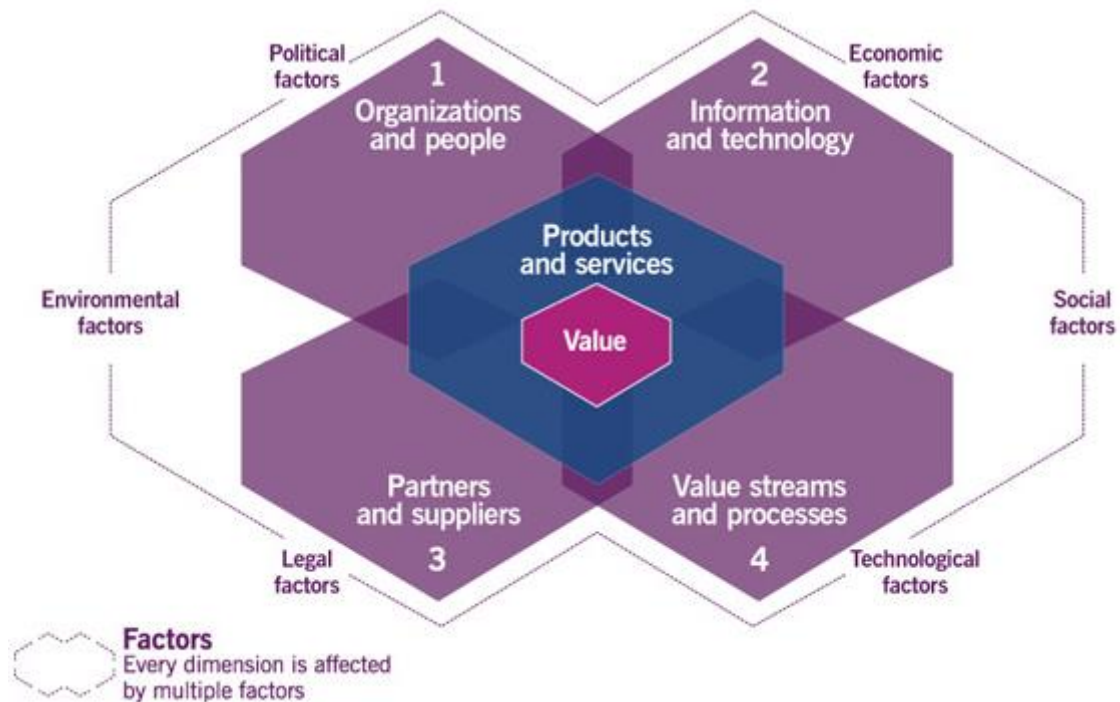 Political
factors
Economic
factors
1
Organizations
and people
2
Information
and technology
Products
and services
Environmental
factors
Value
Social
factors
Partners
and suppliers
3
Value streams
and processes
4
Legal
factors
Technological
factors
Factors
Every dimension is affected
by multiple factors